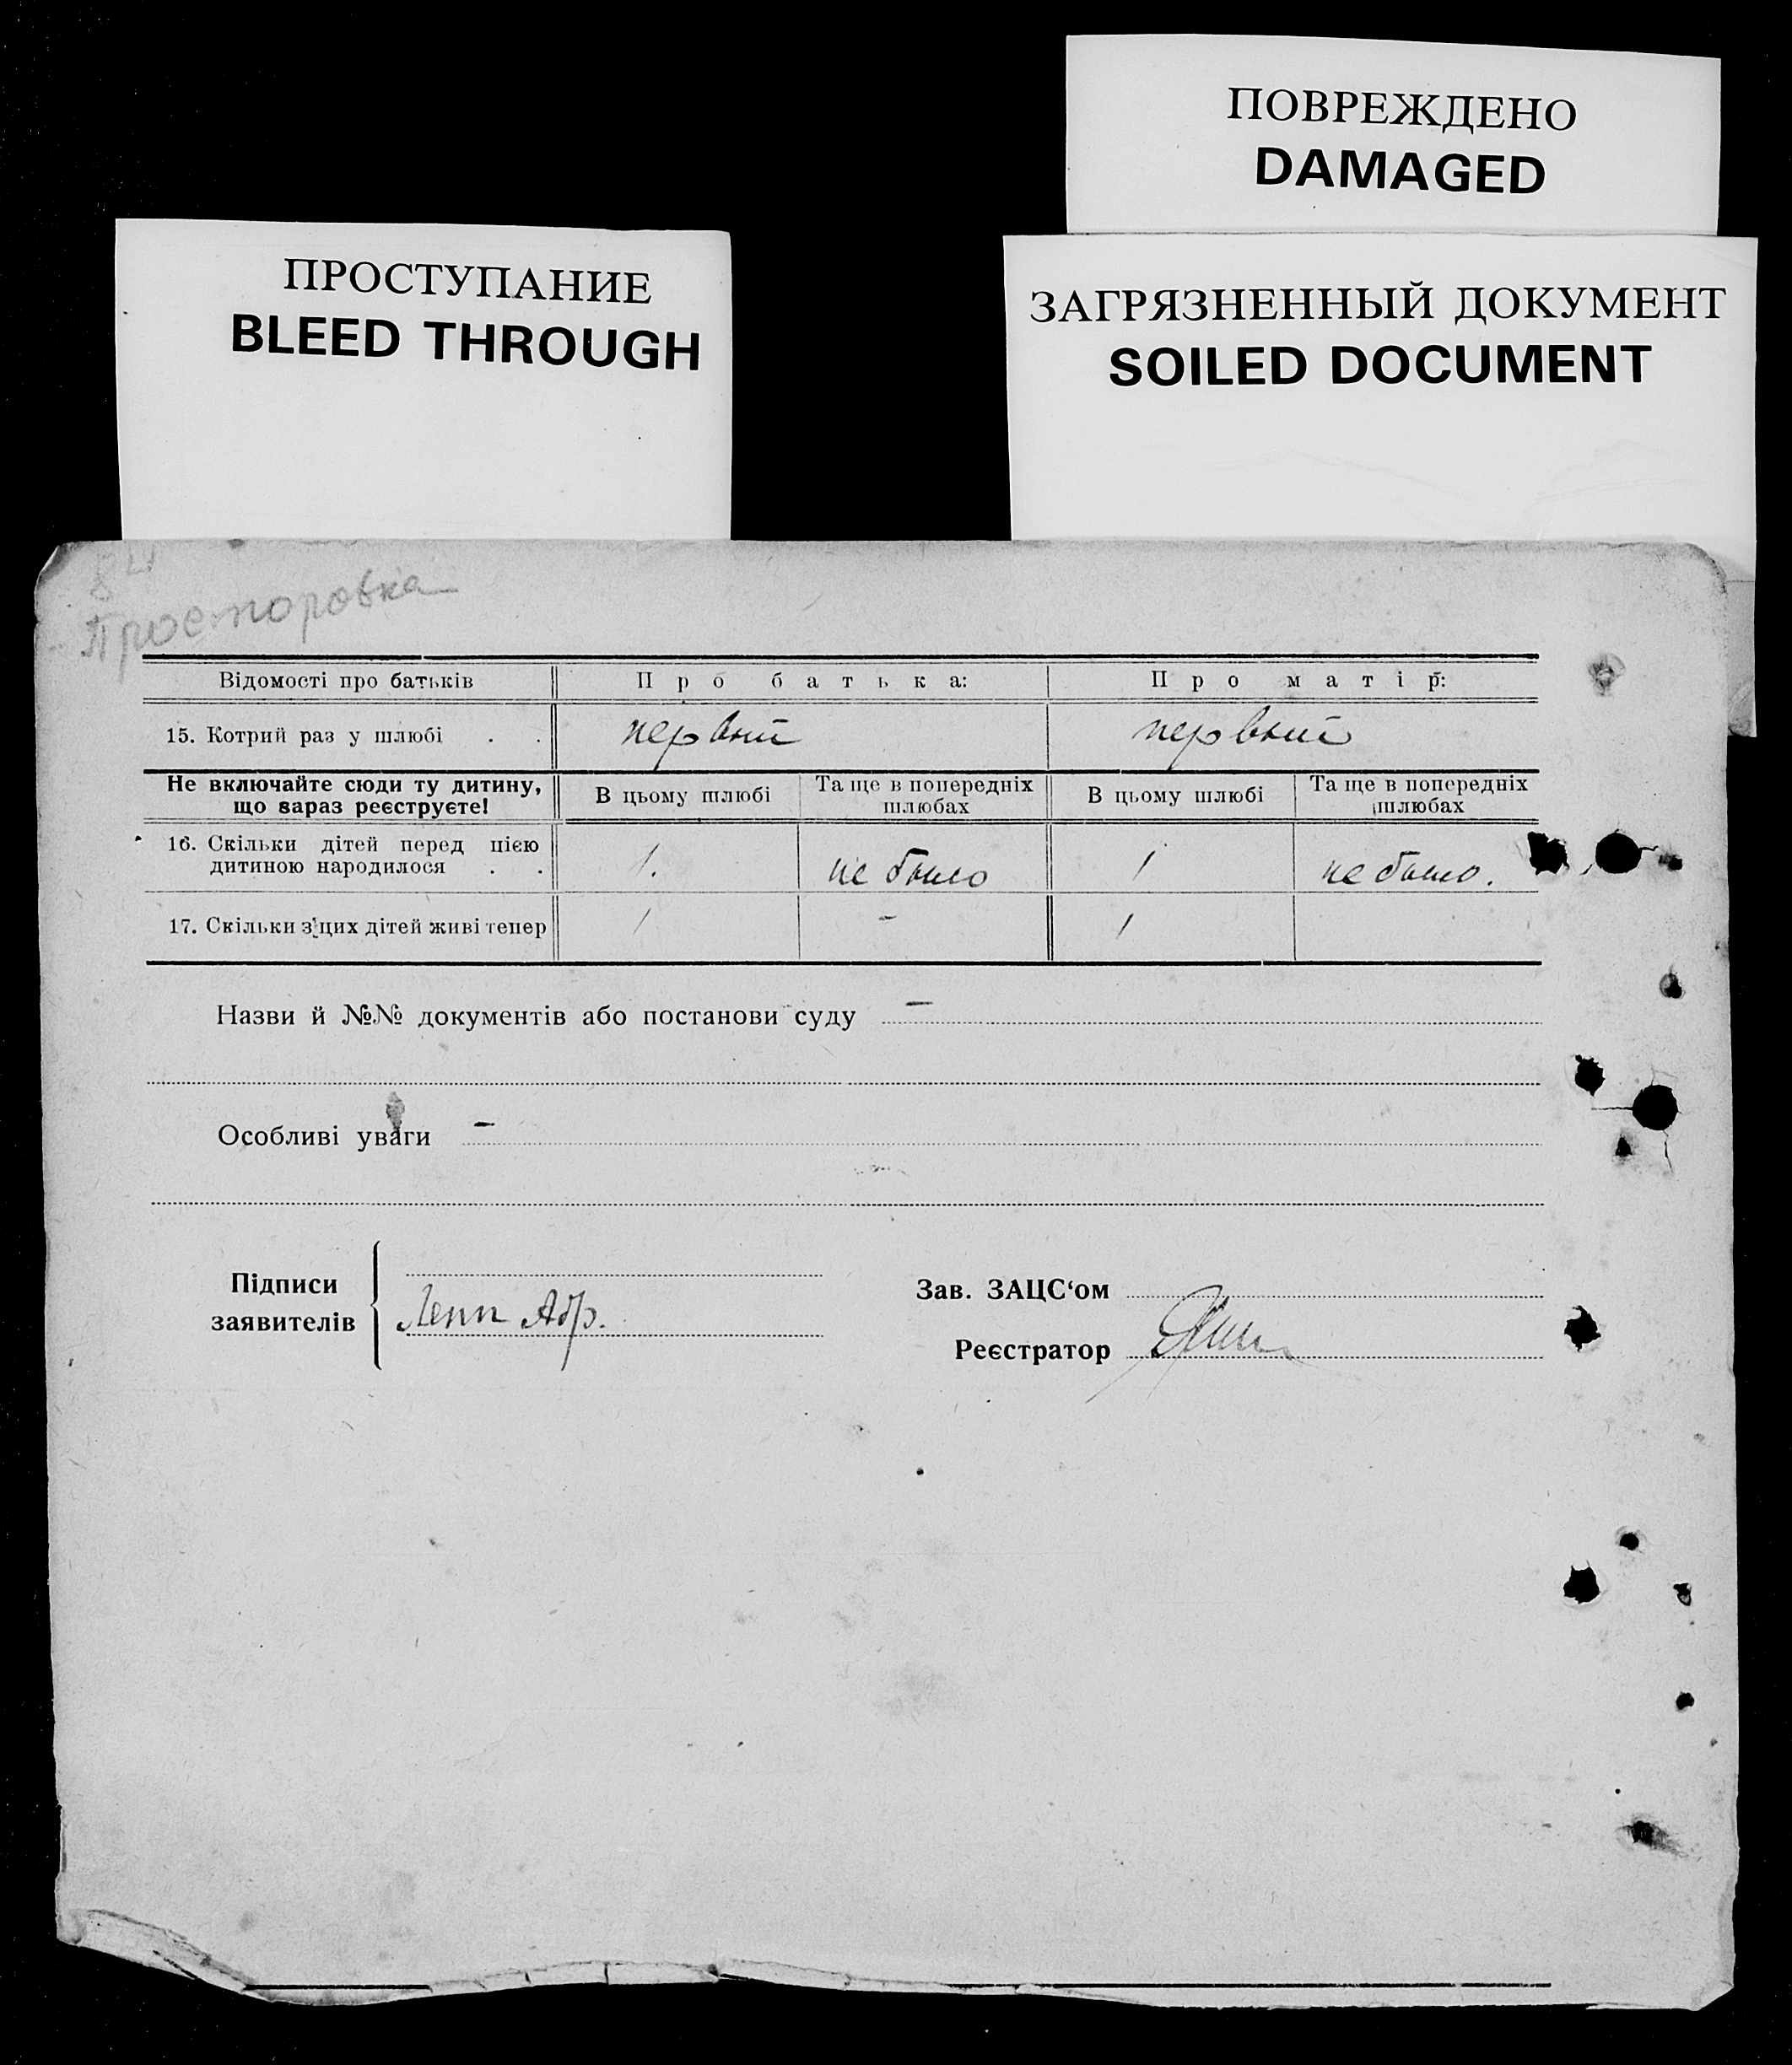 ПОВРЕЖДЕНО
DAMAGED
ПРОСТУПАНИЕ
BLEED THROUGH
ЗАГРЯЗНЕННЫЙ ДОКУМЕНТ
SOILED DOCUMENT
Відомості про батьків Про батька: Про матір:
15. Котрий раз у шлюбі . . первый первый
Не включайте сюди ту дитину, що зараз реєструєте! В цьому шлюбі Та ще в попередніх шлюбах В цьому шлюбі Та ще в попередніх шлюбах
16. Скільки дітей перед цією
дитиною народилося . . 1. не было 1 не было.
17. Скільки з цих дітей живі тепер 1 - 1
Назви й №№ документів або постанови суду —
Особливі уваги —
Підписи
заявителів
Абр.
Зав. ЗАЦС‘ом
Реєстратор